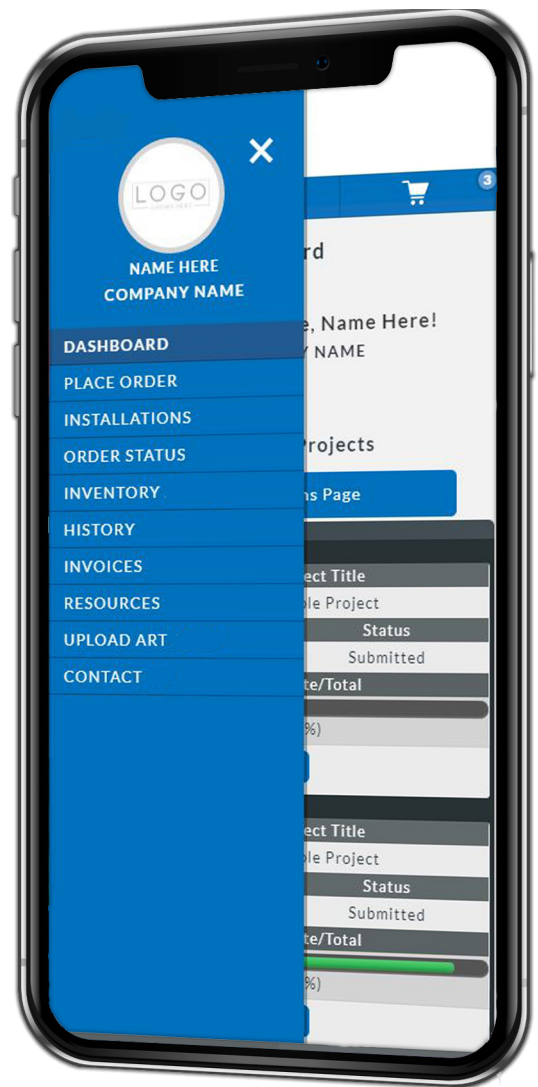 LOGO
3
NAME HERE
COMPANY NAME
rd
e, Name Here!
Y NAME
Projects
ns Page
DASHBOARD
PLACE ORDER
INSTALLATIONS
ORDER STATUS
INVENTORY
HISTORY
INVOICES
RESOURCES
UPLOAD ART
CONTACT
ect Title
ple Project
Status
Submitted
te/Total
%)
ect Title
ple Project
Status
Submitted
te/Total
%)